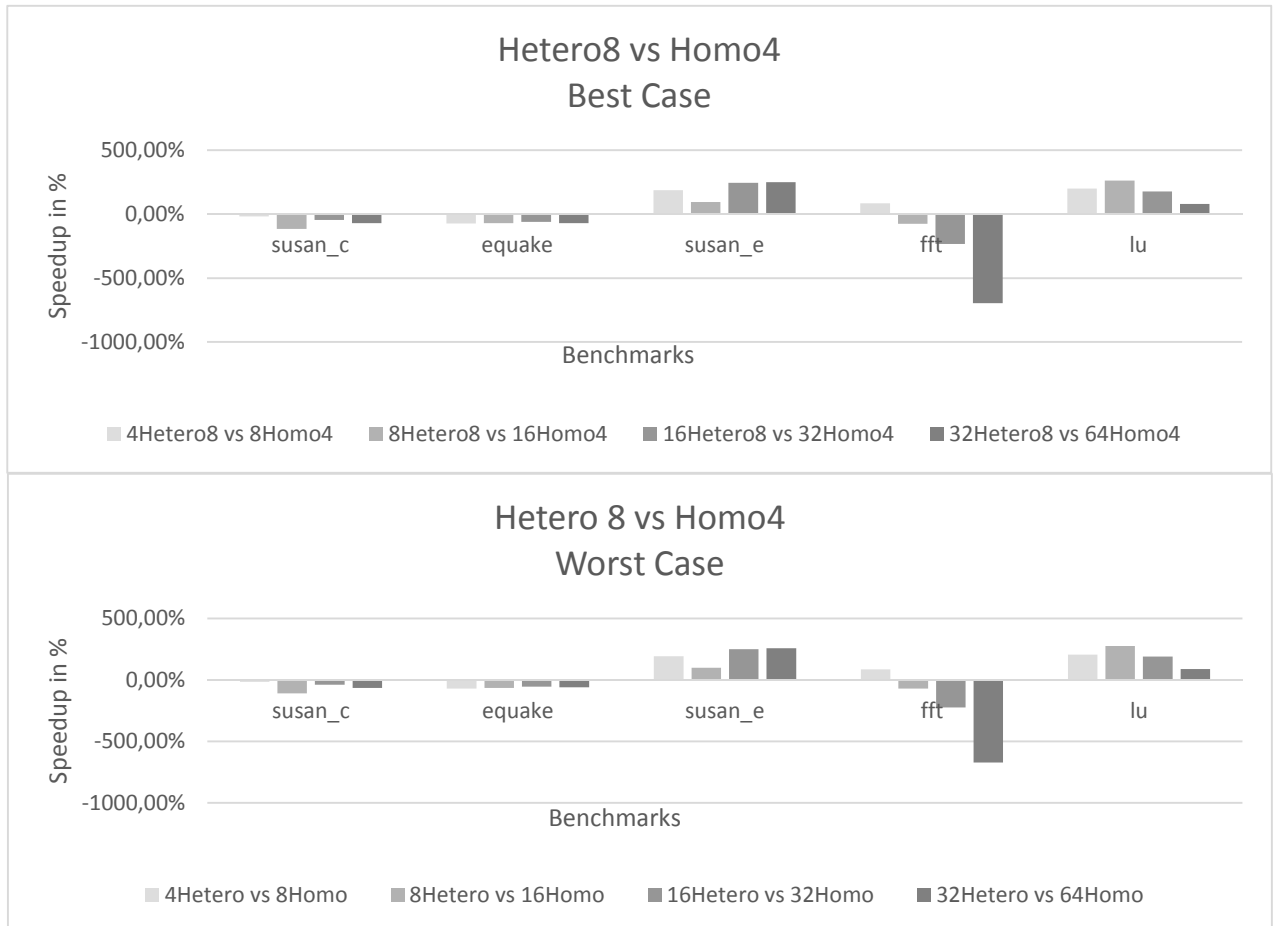 Hetero8 vs Homo4
Best Case
500,00%
0,00%
-500,00%
-1000,00%
Speedup in %
susan_c equake susan_e fft lu
Benchmarks
4Hetero8 vs 8Homo4 8Hetero8 vs 16Homo4 16Hetero8 vs 32Homo4 32Hetero8 vs 64Homo4
Hetero 8 vs Homo4
Worst Case
500,00%
0,00%
-500,00%
-1000,00%
Speedup in %
susan_c equake susan_e fft lu
Benchmarks
4Hetero vs 8Homo 8Hetero vs 16Homo 16Hetero vs 32Homo 32Hetero vs 64Homo